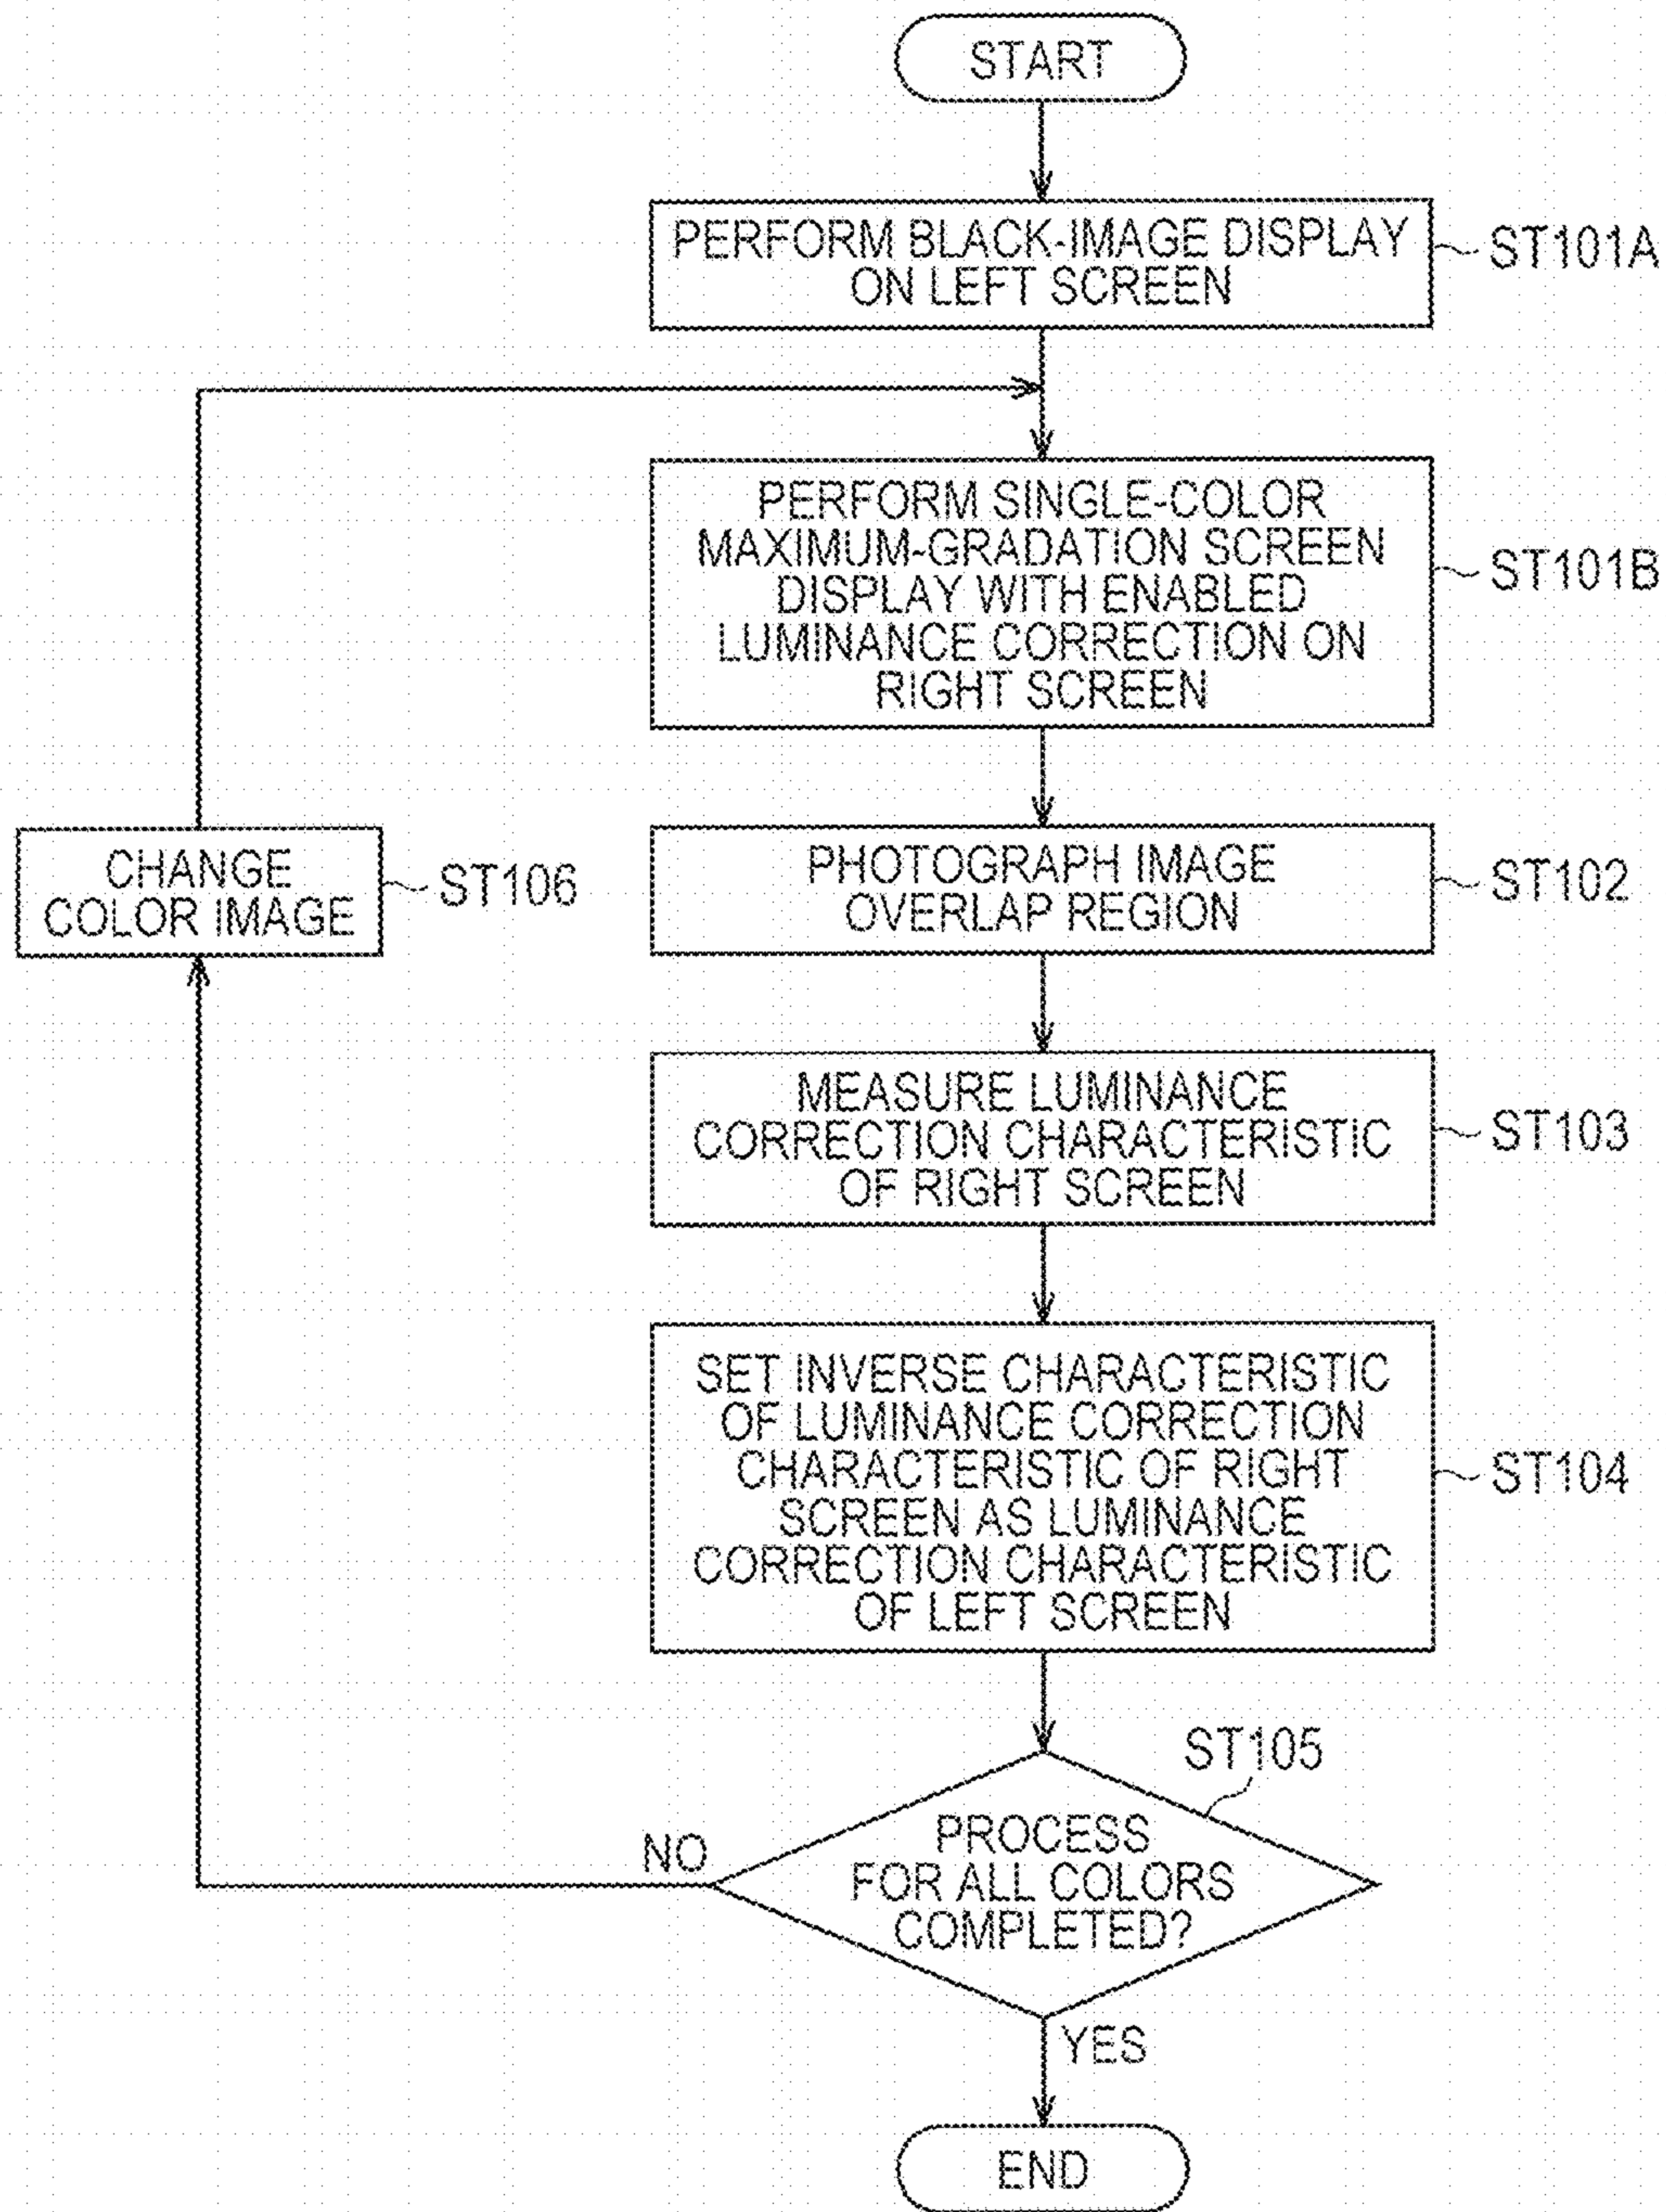 START
PERFORM BLACK-IMAGE DISPLAY
ON LEFT SCREEN
ST101A
PERFORM SINGLE-COLOR
MAXIMUM-GRADATION SCREEN
DISPLAY WITH ENABLED
LUMINANCE CORRECTION ON
RIGHT SCREEN
ST101B
CHANGE
COLOR IMAGE
ST106
PHOTOGRAPH IMAGE
OVERLAP REGION
ST102
MEASURE LUMINANCE
CORRECTION CHARACTERISTIC
OF RIGHT SCREEN
ST103
SET INVERSE CHARACTERISTIC
OF LUMINANCE CORRECTION
CHARACTERISTIC OF RIGHT
SCREEN AS LUMINANCE
CORRECTION CHARACTERISTIC
OF LEFT SCREEN
ST104
ST105
PROCESS
FOR ALL COLORS
COMPLETED?
NO
YES
END